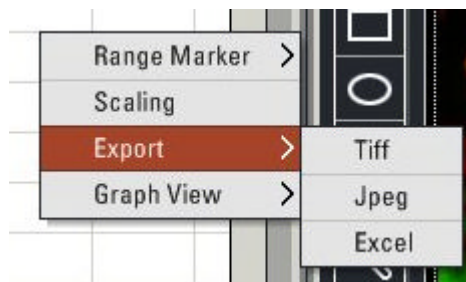 Range Marker
Scaling
Export
Graph View
Tiff
Jpeg
Excel